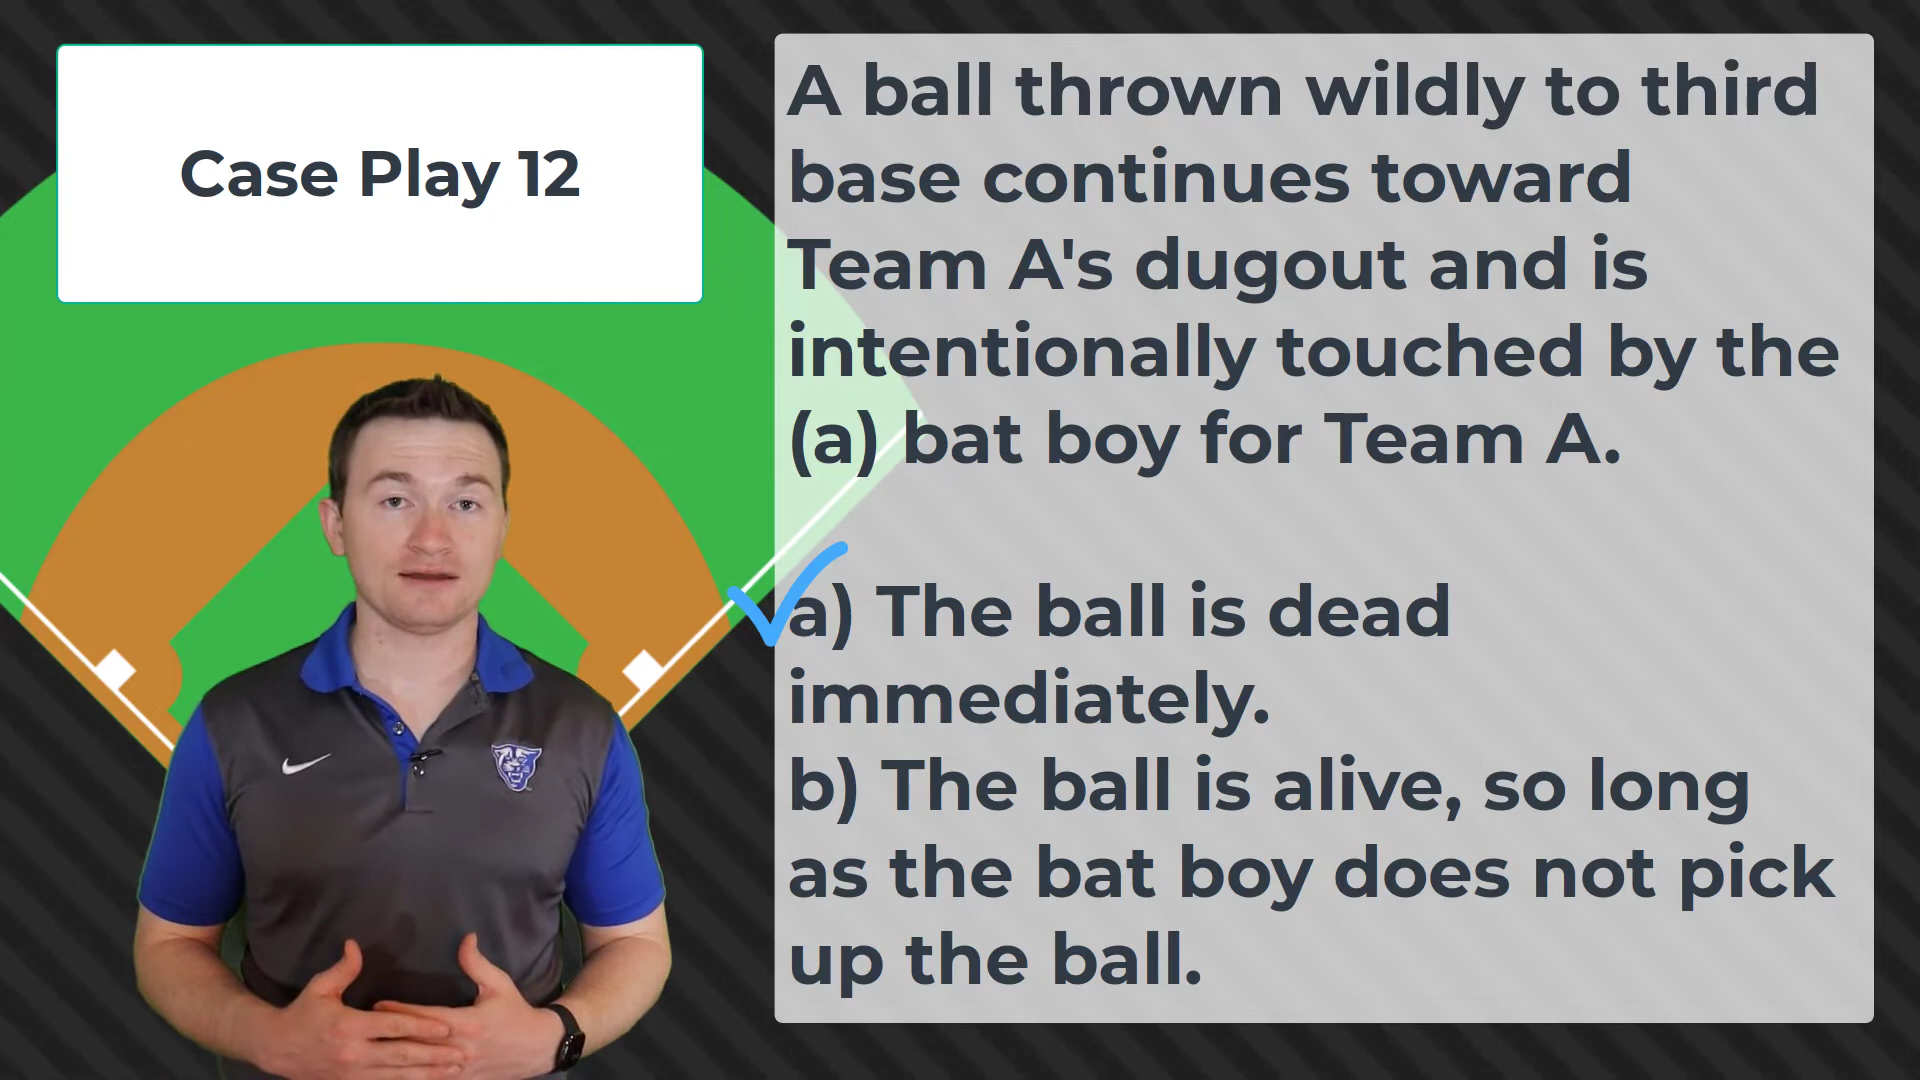 Case Play 12
A ball thrown wildly to third
base continues toward
Team A's dugout and is
intentionally touched by the
(a) bat boy for Team A.
a) The ball is dead
immediately.
b) The ball is alive, so long
as the bat boy does not pick
up the ball.